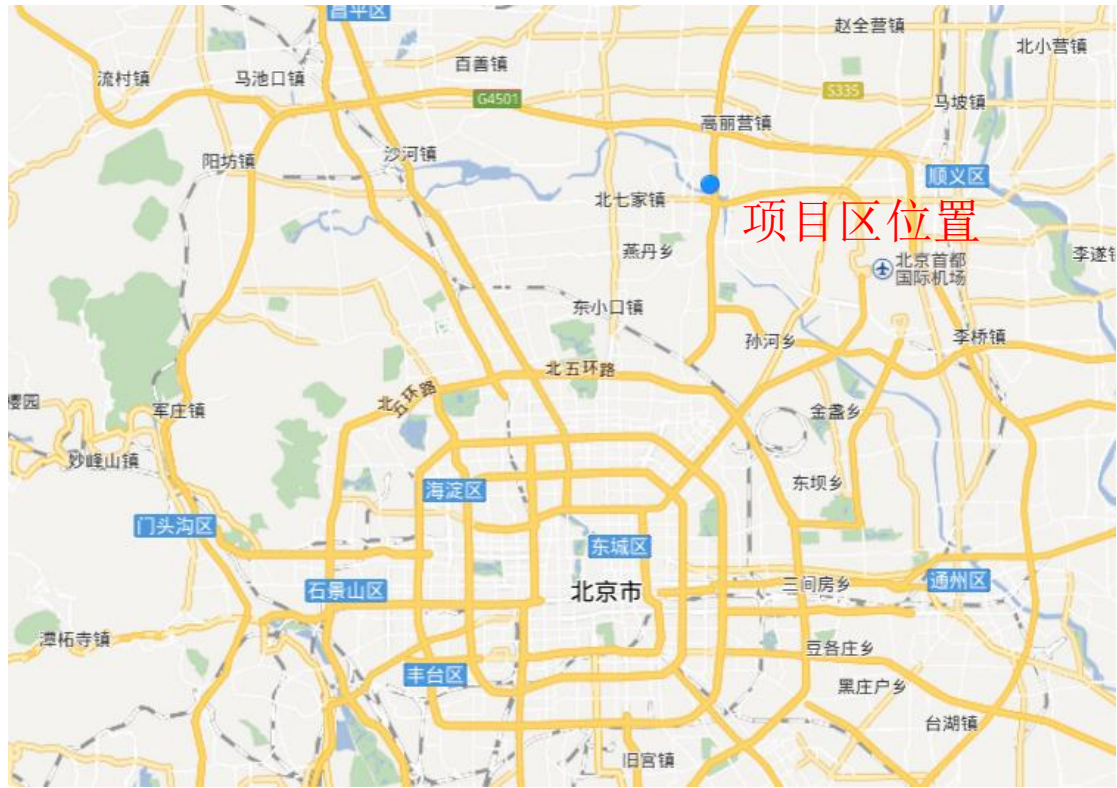 昌平区
赵全营镇
北小营镇
百善镇
流村镇
马池口镇
S335
G4501
马坡镇
高丽营镇
沙河镇
阳坊镇
顺义区
北七家镇
项目区位置
燕丹乡
李遂镇
北京首都
国际机场
东小口镇
孙河乡
李桥镇
北五环路
北五环路
樱园
军庄镇
金盏乡
妙峰山镇
海淀区
东坝乡
门头沟区
东城区
北京市
石景山区
三间房乡
通州区
潭柘寺镇
豆各庄乡
丰台区
黑庄户乡
台湖镇
旧宫镇